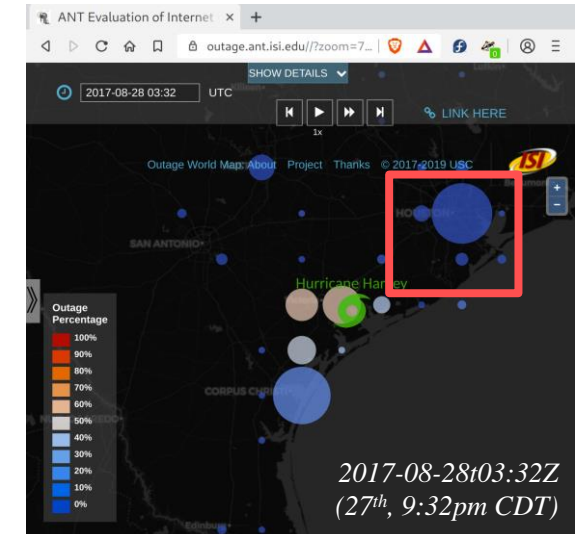 ANT Evaluation of Internet × +
outage.ant.isi.edu//?zoom=7...
SHOW DETAILS
2017-08-28 03:32 UTC
1x
LINK HERE
Outage World Map: About Project Thanks © 2017-2019 USC
ISI
Beaumont
+
HOUSTON
−
SAN ANTONIO
Hurricane Harvey
Outage
Percentage
100%
90%
80%
70%
60%
50%
40%
30%
20%
10%
0%
CORPUS CHRISTI
Edinburg
2017-08-28t03:32Z
(27th, 9:32pm CDT)